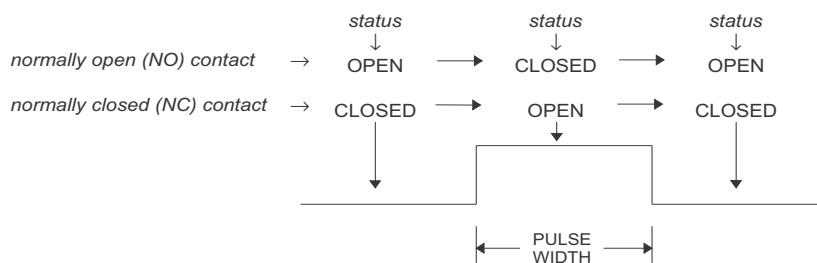 status status status
normally open (NO) contact → OPEN → CLOSED → OPEN
normally closed (NC) contact → CLOSED → OPEN → CLOSED
PULSE
WIDTH